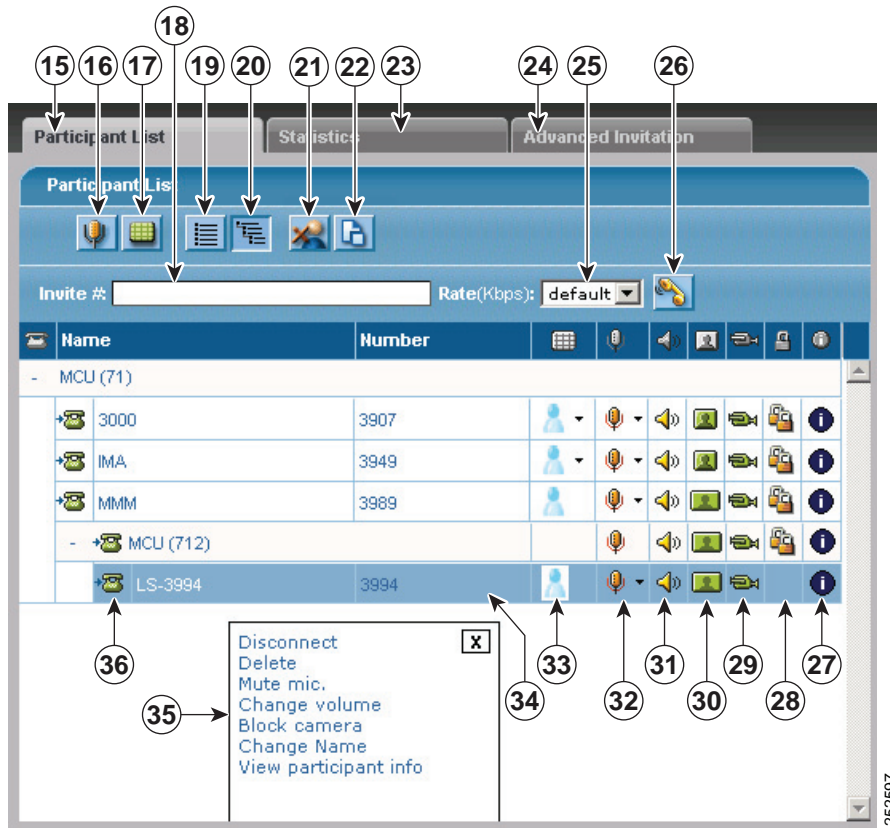 18
15 16 17 19 20 21 22 23 24 25 26
Participant List Statistics Advanced Invitation
Participant List
Invite #: Rate(Kbps): default
Name Number
- MCU (71)
3000 3907
IMA 3949
MMM 3989
- MCU (712)
LS-3994 3994
36 33 32 31 30 29 28 27
34
35
Disconnect X
Delete
Mute mic.
Change volume
Block camera
Change Name
View participant info
252597